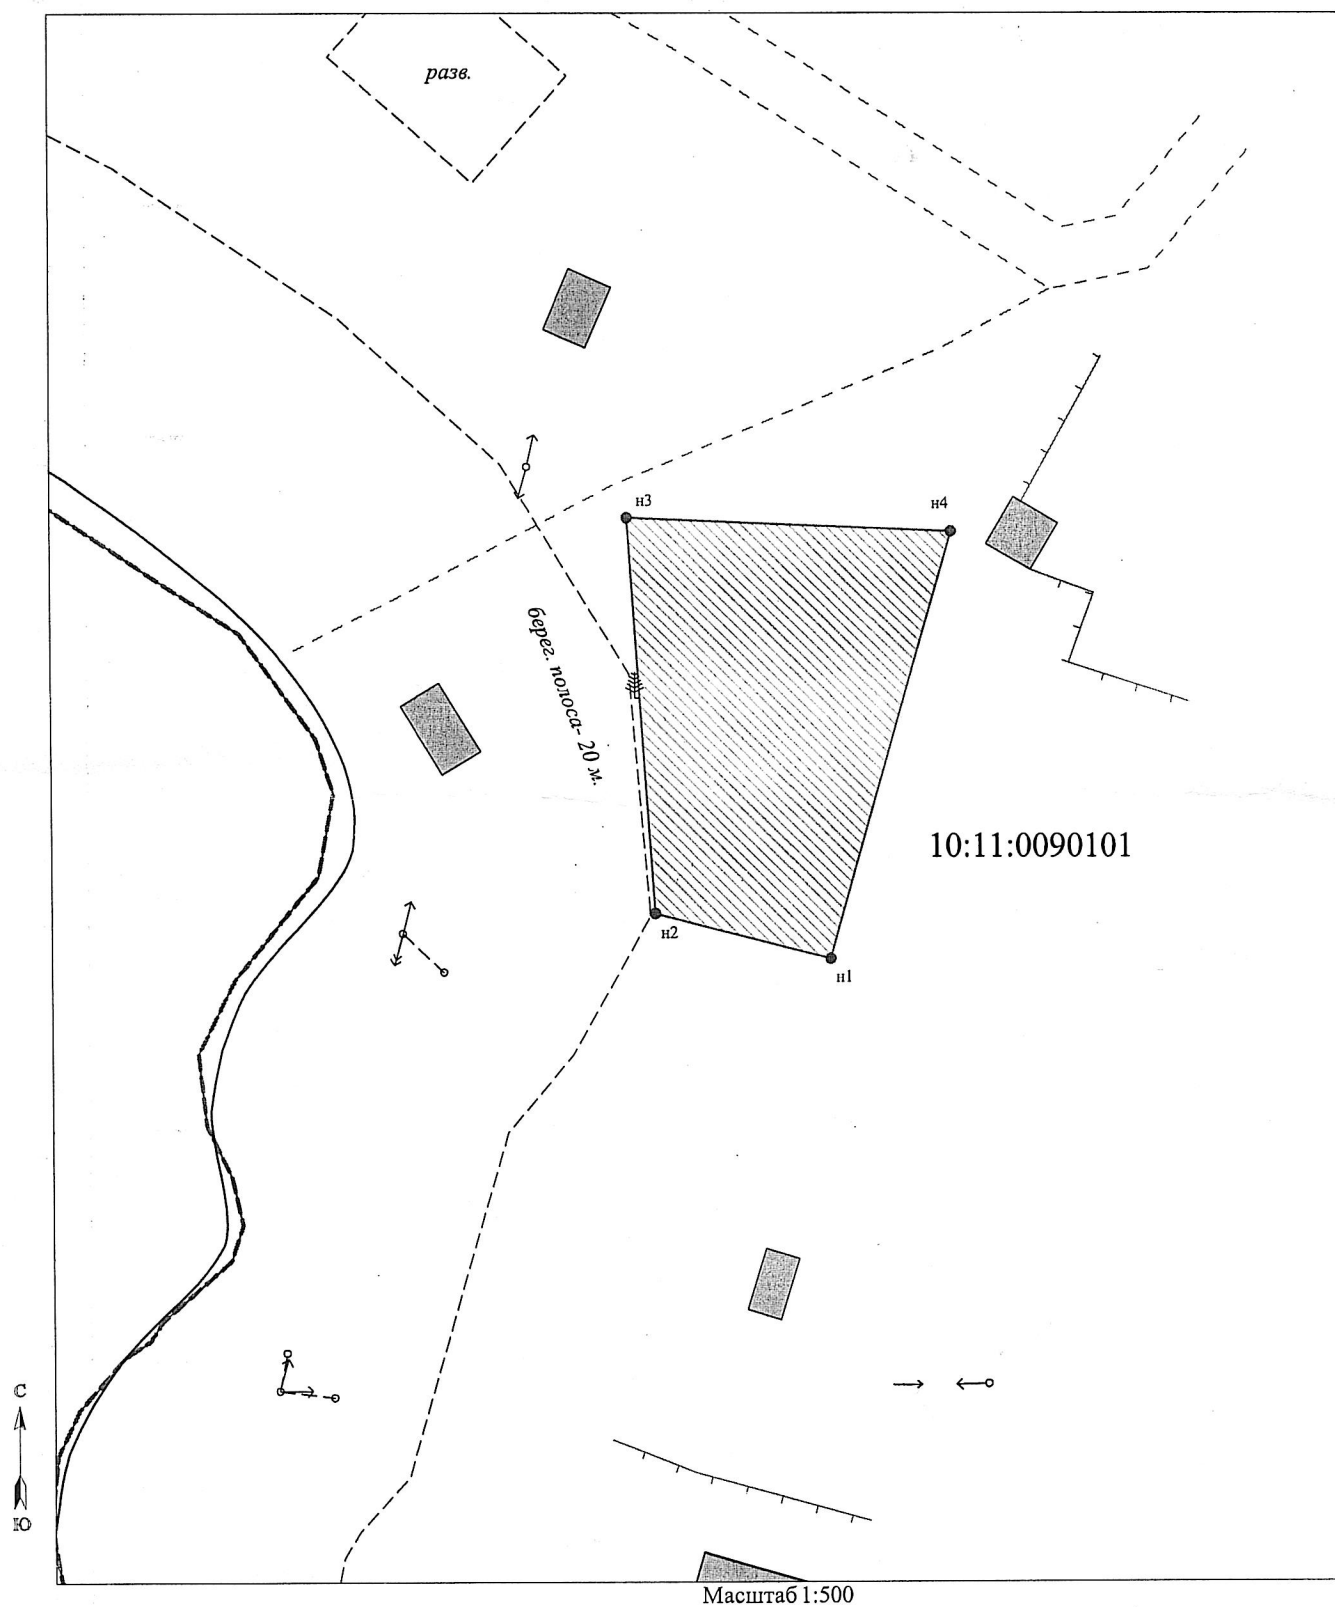 разв.
н3
н4
берег. полоса- 20 м.
10:11:0090101
н2
н1
С
Ю
Масштаб 1:500